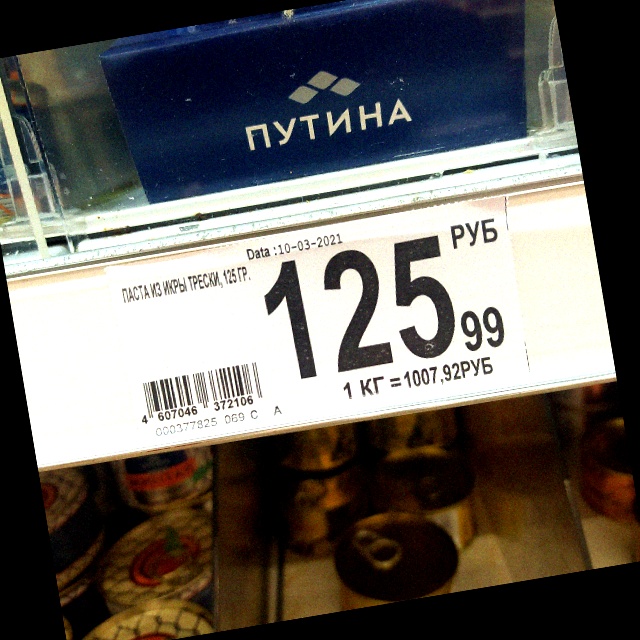 ПУТИНА
Data :10-03-2021
ПАСТА ИЗ ИКРЫ ТРЕСКИ, 125 ГР.
125 99 РУБ
1 КГ = 1007,92РУБ
4 607046 372106
000377825 069 С А